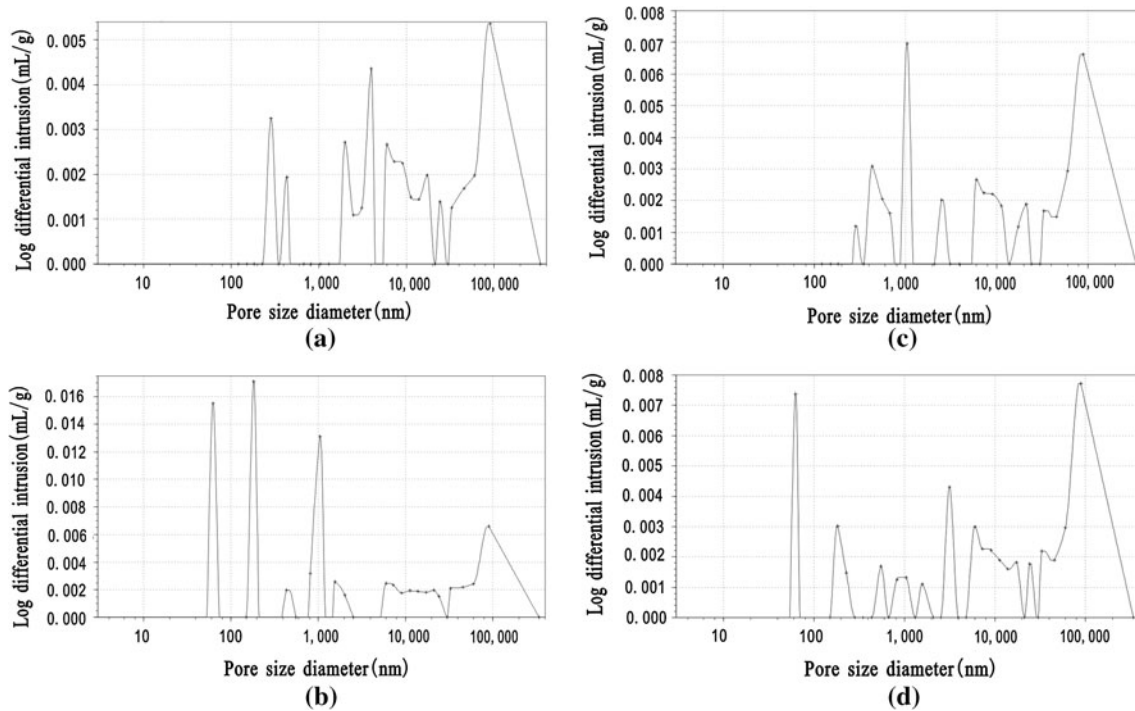 Log differential intrusion(mL/g)
0.005
0.004
0.003
0.002
0.001
0.000
10 100 1,000 10,000 100,000
Pore size diameter(nm)
(a)
Log differential intrusion(mL/g)
0.008
0.007
0.006
0.005
0.004
0.003
0.002
0.001
0.000
10 100 1,000 10,000 100,000
Pore size diameter(nm)
(c)
Log differential intrusion(mL/g)
0.016
0.014
0.012
0.010
0.008
0.006
0.004
0.002
0.000
10 100 1,000 10,000 100,000
Pore size diameter(nm)
(b)
Log differential intrusion(mL/g)
0.008
0.007
0.006
0.005
0.004
0.003
0.002
0.001
0.000
10 100 1,000 10,000 100,000
Pore size diameter(nm)
(d)